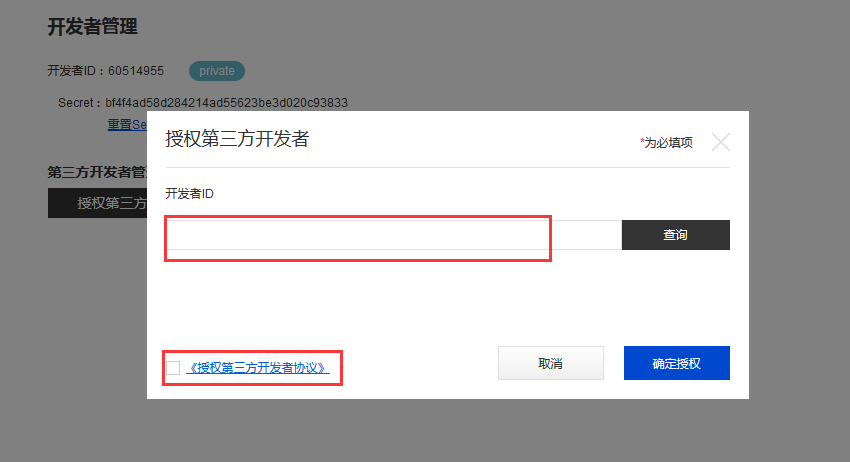 开发者管理
开发者ID：60514955 private
Secret：bf4f4ad58d284214ad55623be3d020c93833
重置Se
授权第三方开发者
*为必填项
第三方开发者管
授权第三方
开发者ID
查询
《授权第三方开发者协议》
取消
确定授权